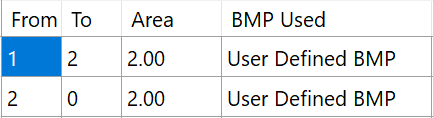 From To Area BMP Used
1 2 2.00 User Defined BMP
2 0 2.00 User Defined BMP